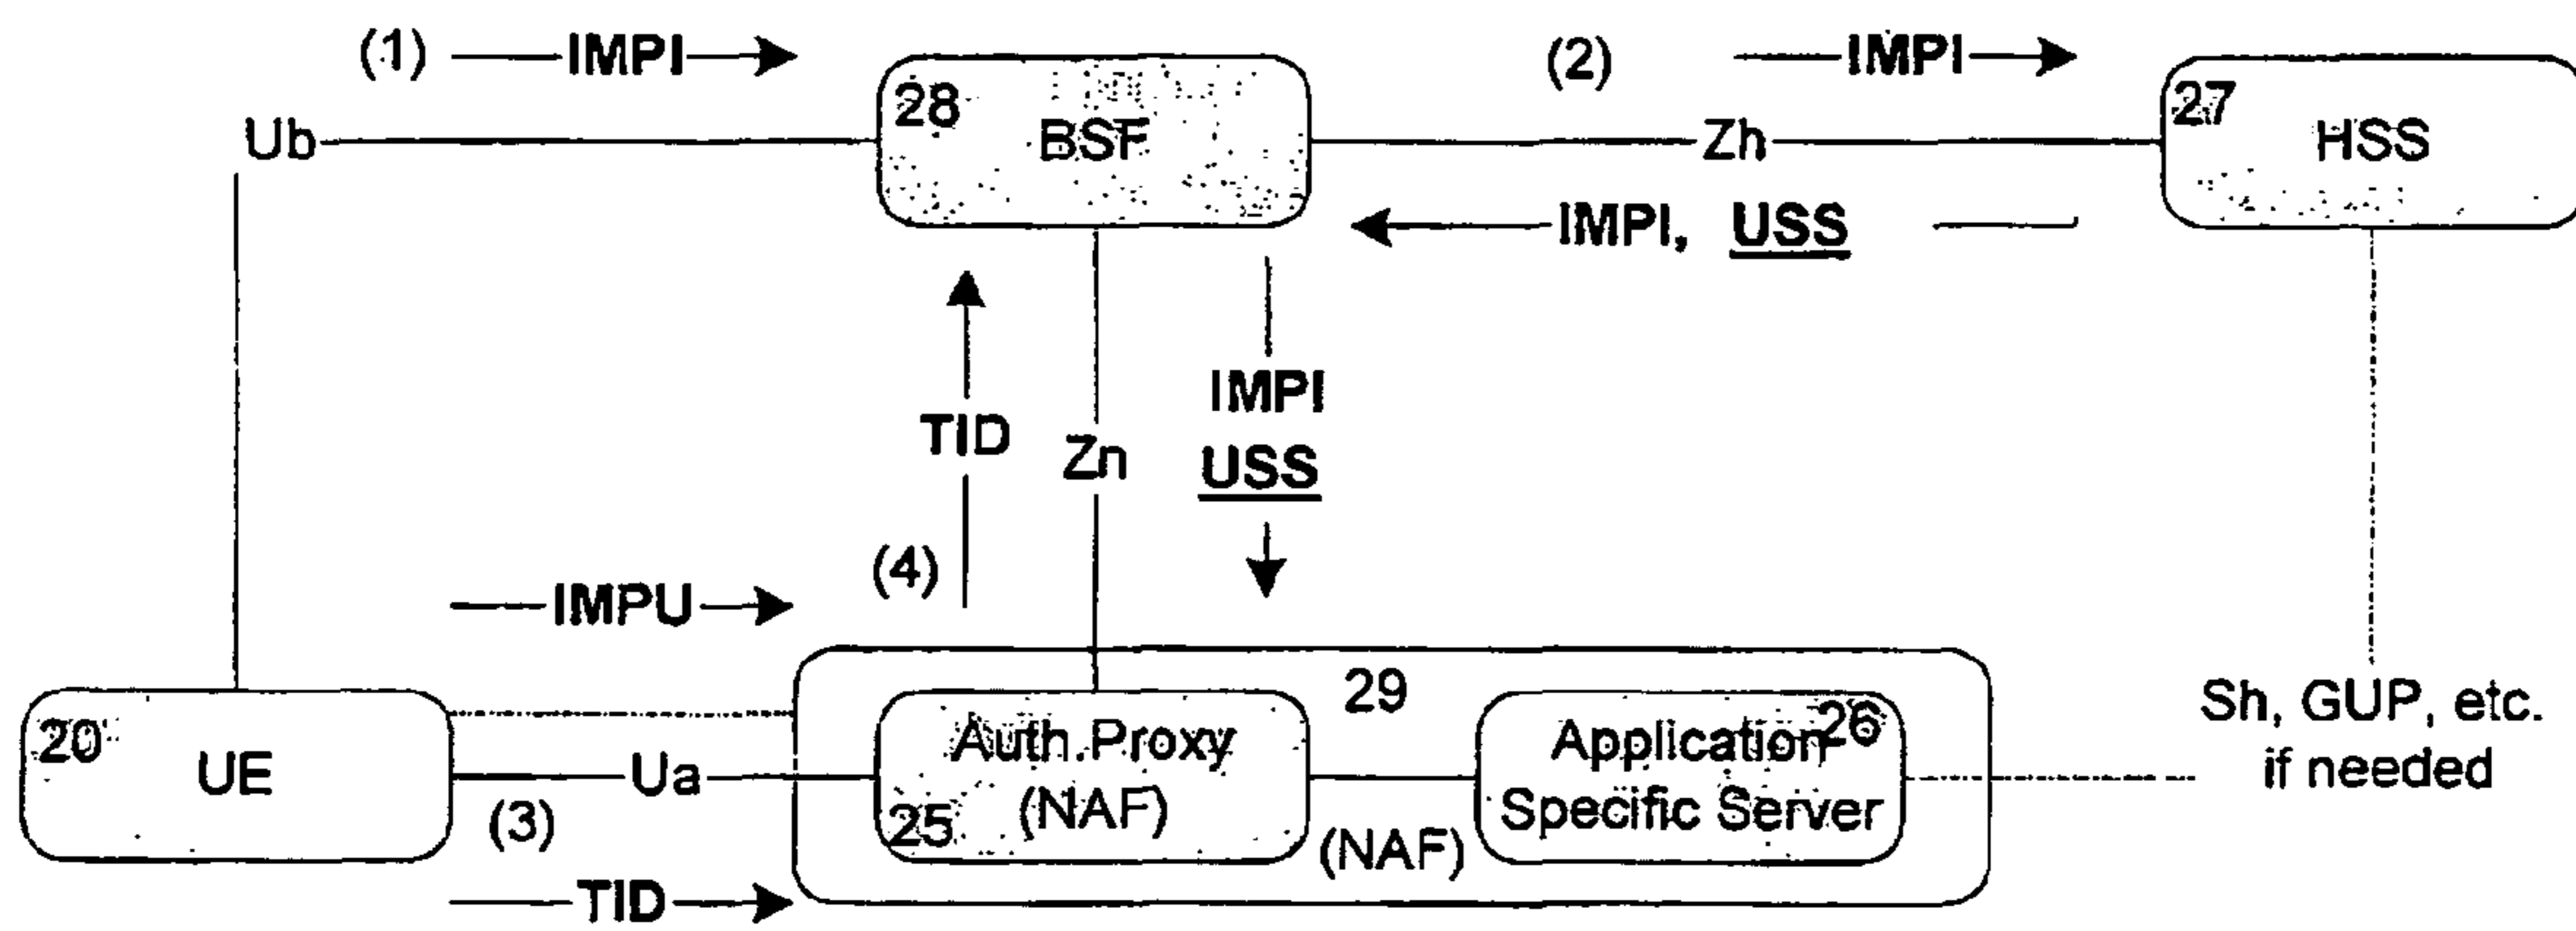 (1) IMPI
(2) IMPI
28
BSF
27
HSS
Ub
Zh
IMPI, USS
TID
Zn
IMPI
USS
(4)
IMPU
29
20
UE
Ua
(3)
TID
Auth.Proxy
(NAF)
25
(NAF)
26
Application
Specific Server
Sh, GUP, etc.
if needed